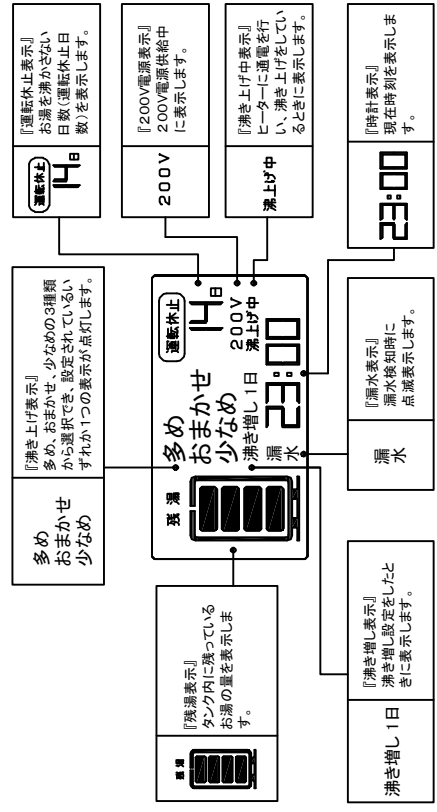 多め
おまかせ
少なめ
『沸き上げ表示』
多め、おまかせ、少なめの3種類
から選択でき、設定されているい
ずれか1つの表示が点灯します。
運転休止
14日
『運転休止表示』
お湯を沸かさない
日数(運転休止日
数)を表示します。
200V
『200V電源表示』
200V電源供給中
に表示します。
沸上げ中
『沸き上げ中表示』
ヒーターに通電を行
い、沸き上げをしてい
るときに表示します。
残湯
『残湯表示』
タンク内に残っている
お湯の量を表示しま
す。
残湯
多め
おまかせ
少なめ
沸き増し1日
漏水
運転休止
14日
200V
沸上げ中
23:00
沸き増し1日
『沸き増し表示』
沸き増し設定をしたと
きに表示します。
漏水
『漏水表示』
漏水検知時に
点滅表示します。
23:00
『時計表示』
現在時刻を表示しま
す。